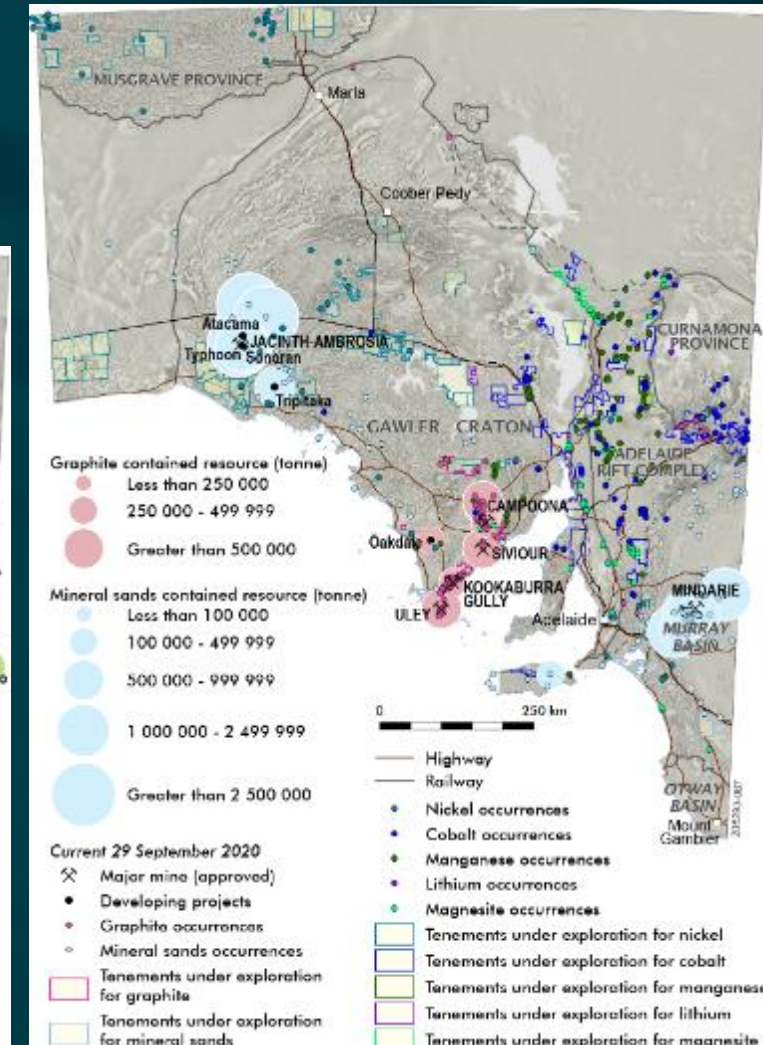 MUSGRAVE PROVINCE
Marla
Coober Pedy
Atacama
JACINTH-AMBROSIA
Typhoon Sonoran
Tripitaka
CURNAMONA
PROVINCE
GAWLER CRATON
ADELAIDE
RIFT COMPLEX
CAMPOONA
Oakdale
SIVIOUR
KOOKABURRA
GULLY
ULEY
Adelaide
MINDARIE
MURRAY
BASIN
OTWAY
BASIN
Mount
Gambier
Graphite contained resource (tonne)
Less than 250 000
250 000 - 499 999
Greater than 500 000
Mineral sands contained resource (tonne)
Less than 100 000
100 000 - 499 999
500 000 - 999 999
1 000 000 - 2 499 999
Greater than 2 500 000
Current 29 September 2020
Major mine (approved)
Developing projects
Graphite occurrences
Mineral sands occurrences
Tenements under exploration
for graphite
Tenements under exploration
for mineral sands
0 250 km
Highway
Railway
Nickel occurrences
Cobalt occurrences
Manganese occurrences
Lithium occurrences
Magnesite occurrences
Tenements under exploration for nickel
Tenements under exploration for cobalt
Tenements under exploration for manganese
Tenements under exploration for lithium
Tenements under exploration for magnesite